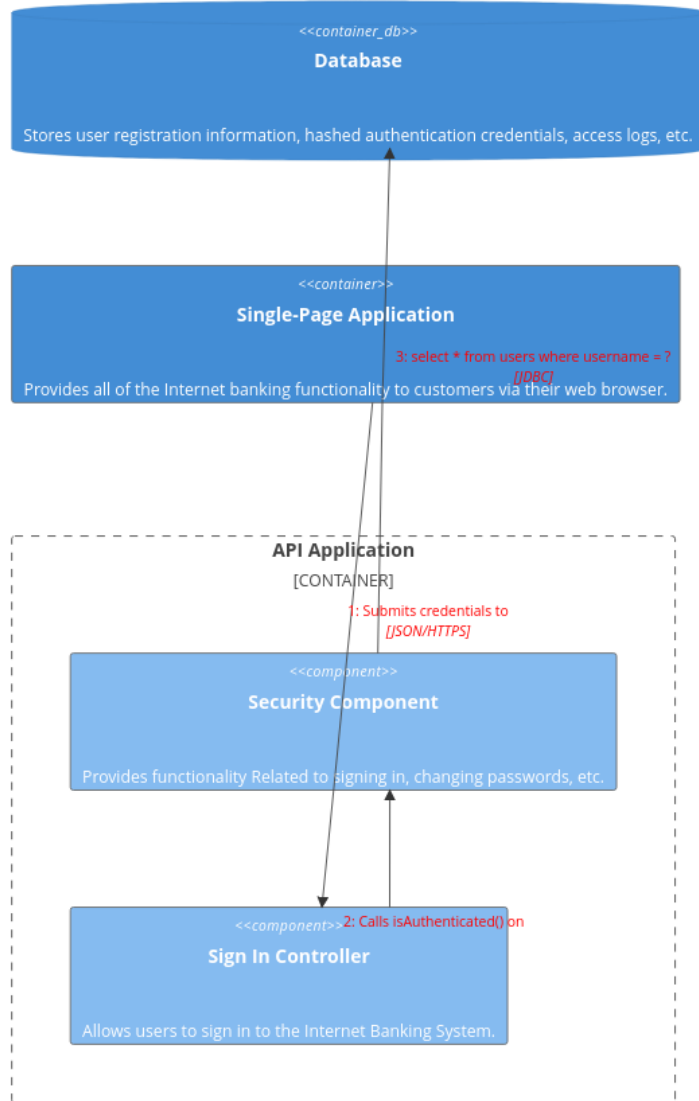 <<container_db>>
Database
Stores user registration information, hashed authentication credentials, access logs, etc.
<<container>>
Single-Page Application
3: select * from users where username = ?
[JDBC]
Provides all of the Internet banking functionality to customers via their web browser.
API Application
[CONTAINER]
1: Submits credentials to
[JSON/HTTPS]
<<component>>
Security Component
Provides functionality Related to signing in, changing passwords, etc.
<<component>>
2: Calls isAuthenticated() on
Sign In Controller
Allows users to sign in to the Internet Banking System.